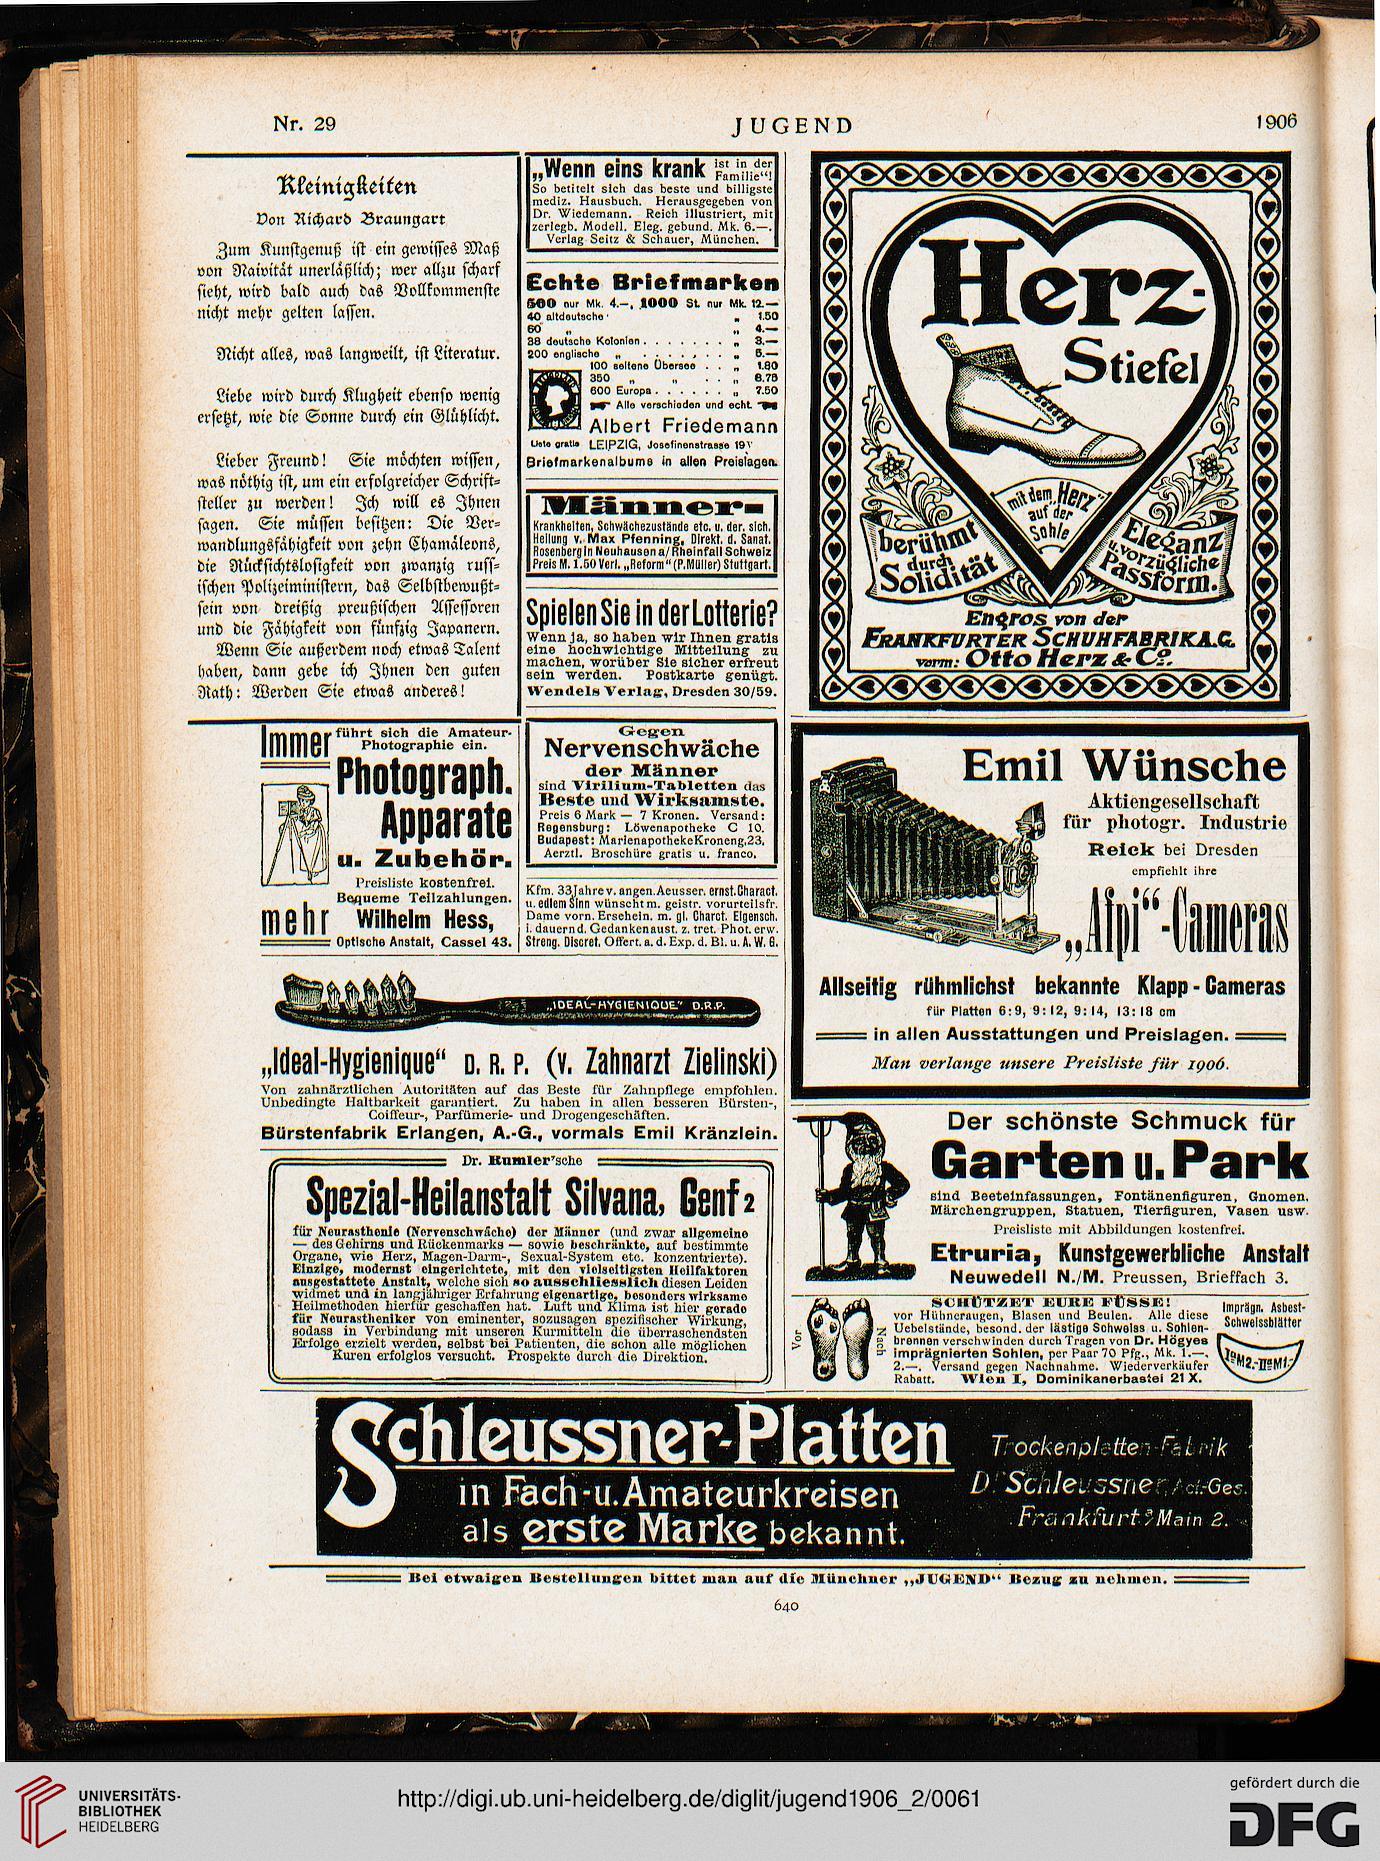 Nr. 29
JUGEND
1906
Kleinigkeiten
Von Richard Braungart
Zum Kunstgenuß ist ein gewisses Maß
von Naivität unerläßlich; wer allzu scharf
sieht, wird bald auch das Vollkommenste
nicht mehr gelten lassen.
Nicht alles, was langweilt, ist Literatur.
Liebe wird durch Klugheit ebenso wenig
ersetzt, wie die Sonne durch ein Glühlicht.
Lieber Freund! Sie möchten wissen,
was nöthig ist, um ein erfolgreicher Schrift-
steller zu werden! Ich will es Ihnen
sagen. Sie müssen besitzen: Die Ver-
wandlungsfähigkeit von zehn Chamäleons,
die Rücksichtslosigkeit von zwanzig russ-
ischen Polizeiministern, das Selbstbewußt-
sein von dreißig preußischen Assessoren
und die Fähigkeit von fünfzig Japanern.
Wenn Sie außerdem noch etwas Talent
haben, dann gebe ich Ihnen den guten
Rath: Werden Sie etwas anderes!
„Wenn eins krank ist in der
Familie“!
So betitelt sich das beste und billigste
mediz. Hausbuch. Herausgegeben von
Dr. Wiedemann. Reich illustriert, mit
zerlegb. Modell. Eleg. gebund. Mk. 6.—.
Verlag Seitz & Schauer, München.
Echte Briefmarken
500 nur Mk. 4.—, 1000 St. nur Mk. 12.—
40 altdeutsche „ 1.50
60 „ „ 4.—
38 deutsche Kolonien . . . . . . . „ 3.—
200 englische „ . . . . . . . „ 5.—
100 seltene Übersee . . „ 1.80
350 „ „ . . „ 8.75
600 Europa . . . . . . „ 7.50
Alle verschieden und echt.
Albert Friedemann
Liste gratis LEIPZIG, Josefinenstrasse 19 V
Briefmarkenalbums in allen Preislagen.
Männer-
Krankheiten, Schwächezustände etc. u. der. sich.
Heilung v. Max Pfenning, Direkt. d. Sanat.
Rosenberg in Neuhausen a/Rheinfall Schweiz
Preis M. 1.50 Verl. „Reform“ (P. Müller) Stuttgart.
Spielen Sie in der Lotterie?
Wenn ja, so haben wir Ihnen gratis
eine hochwichtige Mitteilung zu
machen, worüber Sie sicher erfreut
sein werden. Postkarte genügt.
Wendels Verlag, Dresden 30/59.
Herz-
Stiefel
mit dem „Herz“
auf der
Sohle
berühmt
durch
Solidität
Eleganz
u. vorzügliche
Passform.
Engros von der
FRANKFURTER SCHUHFABRIK A.G.
vorm: Otto Herz & Co.
Immer führt sich die Amateur-
Photographie ein.
Photograph.
Apparate
u. Zubehör.
Preisliste kostenfrei.
Bequeme Teilzahlungen.
mehr Wilhelm Hess,
Optische Anstalt, Cassel 43.
Gegen
Nervenschwäche
der Männer
sind Virilium-Tabletten das
Beste und Wirksamste.
Preis 6 Mark — 7 Kronen. Versand:
Regensburg: Löwenapotheke C 10.
Budapest: Marienapotheke Kroneng. 23.
Aerztl. Broschüre gratis u. franco.
Kfm. 33 Jahre v. angen. Aeusser. ernst. Charact.
u. edlem Sinn wünscht m. geistr. vorurteilsfr.
Dame vorn. Erschein. m. gl. Charct. Eigensch.
i. dauernd. Gedankenaust. z. tret. Phot. erw.
Streng. Discret. Offert. a. d. Exp. d. Bl. u. A. W. 6.
Emil Wünsche
Aktiengesellschaft
für photogr. Industrie
Reick bei Dresden
empfiehlt ihre
„Afpi“-Cameras
Allseitig rühmlichst bekannte Klapp-Cameras
für Platten 6:9, 9:12, 9:14, 13:18 cm
in allen Ausstattungen und Preislagen.
Man verlange unsere Preisliste für 1906.
„IDEAL-HYGIENIQUE“ D.R.P.
„Ideal-Hygienique“ D. R. P. (v. Zahnarzt Zielinski)
Von zahnärztlichen Autoritäten auf das Beste für Zahnpflege empfohlen.
Unbedingte Haltbarkeit garantiert. Zu haben in allen besseren Bürsten-,
Coiffeur-, Parfümerie- und Drogengeschäften.
Bürstenfabrik Erlangen, A.-G., vormals Emil Kränzlein.
Dr. Rumler'sche
Spezial-Heilanstalt Silvana, Genf 2
für Neurasthenie (Nervenschwäche) der Männer (und zwar allgemeine
— des Gehirns und Rückenmarks — sowie beschränkte, auf bestimmte
Organe, wie Herz, Magen-Darm-, Sexual-System etc. konzentrierte).
Einzige, modernst eingerichtete, mit den vielseitigsten Heilfaktoren
ausgestattete Anstalt, welche sich so ausschliesslich diesen Leiden
widmet und in langjähriger Erfahrung eigenartige, besonders wirksame
Heilmethoden hierfür geschaffen hat. Luft und Klima ist hier gerade
für Neurastheniker von eminenter, sozusagen spezifischer Wirkung,
sodass in Verbindung mit unseren Kurmitteln die überraschendsten
Erfolge erzielt werden, selbst bei Patienten, die schon alle möglichen
Kuren erfolglos versucht. Prospekte durch die Direktion.
Der schönste Schmuck für
Garten u. Park
sind Beeteinfassungen, Fontänenfiguren, Gnomen,
Märchengruppen, Statuen, Tierfiguren, Vasen usw.
Preisliste mit Abbildungen kostenfrei.
Etruria, Kunstgewerbliche Anstalt
Neuwedell N./M. Preussen, Brieffach 3.
Vor
Nach
SCHÜTZET EURE FÜSSE!
vor Hühneraugen, Blasen und Beulen. Alle diese
Uebelstände, besond. der lästige Schweiss u. Sohlen-
brennen verschwinden durch Tragen von Dr. Högyes
imprägnierten Sohlen, per Paar 70 Pfg., Mk. 1.—,
2.—. Versand gegen Nachnahme. Wiederverkäufer
Rabatt. Wien I, Dominikanerbastei 21 X.
Imprägn. Asbest-
Schweissblätter
Ia M2.- IIa M1.-
Schleussner-Platten
in Fach-u. Amateurkreisen
als erste Marke bekannt.
Trockenplatten-Fabrik
Dr. Schleussner Act-Ges.
Frankfurt a/Main 2.
Bei etwaigen Bestellungen bittet man auf die Münchner „JUGEND“ Bezug zu nehmen.
640
UNIVERSITÄTS-
BIBLIOTHEK
HEIDELBERG
http://digi.ub.uni-heidelberg.de/diglit/jugend1906_2/0061
gefördert durch die
DFG